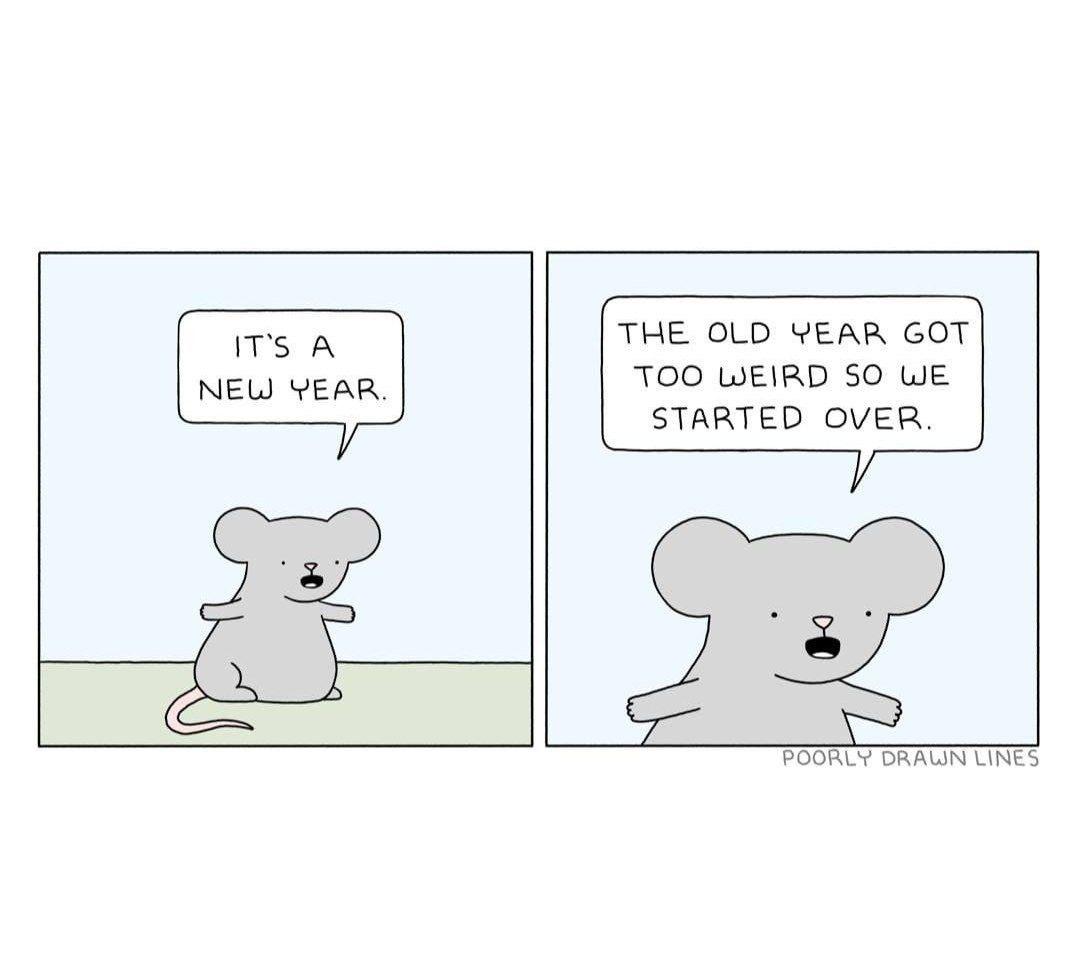 IT'S A
NEW YEAR.
THE OLD YEAR GOT
TOO WEIRD SO WE
STARTED OVER.
POORLY DRAWN LINES